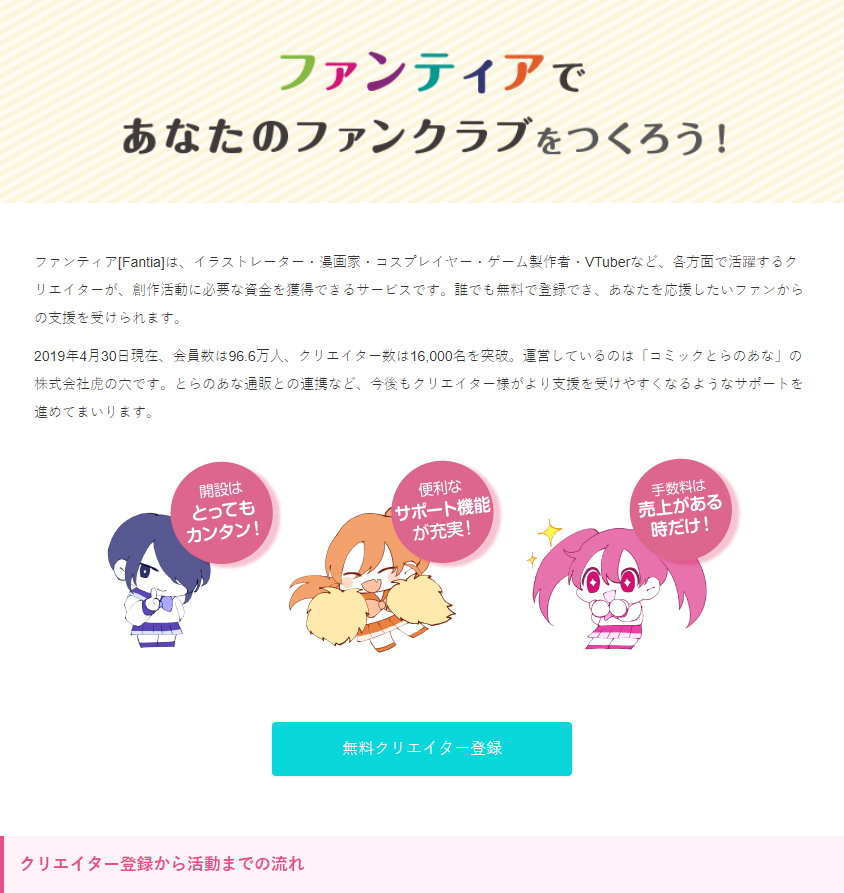 ファンティアで
あなたのファンクラブをつくろう！
ファンティア[Fantia]は、イラストレーター・漫画家・コスプレイヤー・ゲーム製作者・VTuberなど、各方面で活躍するク
リエイターが、創作活動に必要な資金を獲得できるサービスです。誰でも無料で登録でき、あなたを応援したいファンから
の支援を受けられます。
2019年4月30日現在、会員数は96.6万人、クリエイター数は16,000名を突破。運営しているのは「コミックとらのあな」の
株式会社虎の穴です。とらのあな通販との連携など、今後もクリエイター様がより支援を受けやすくなるようなサポートを
進めてまいります。
開設は
とっても
カンタン！
便利な
サポート機能
が充実！
手数料は
売上がある
時だけ！
無料クリエイター登録
クリエイター登録から活動までの流れ